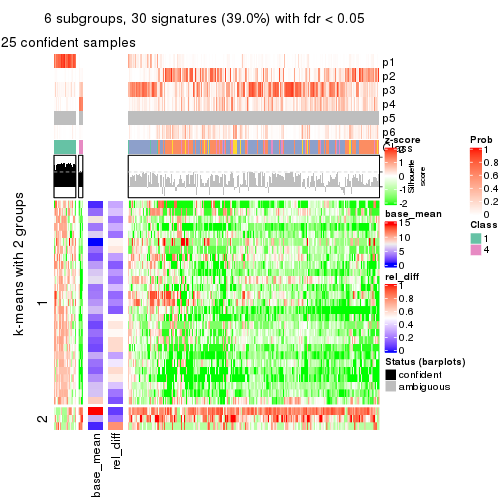 6 subgroups, 30 signatures (39.0%) with fdr < 0.05
25 confident samples
p1
p2
p3
p4
p5
p6
Class
z-score
2
1
0
-1
-2
Silhouette
score
base_mean
15
10
5
0
rel_diff
1
0.8
0.6
0.4
0.2
0
Status (barplots)
confident
ambiguous
Prob
1
0.8
0.6
0.4
0.2
0
Class
1
4
k-means with 2 groups
1
2
base_mean
rel_diff